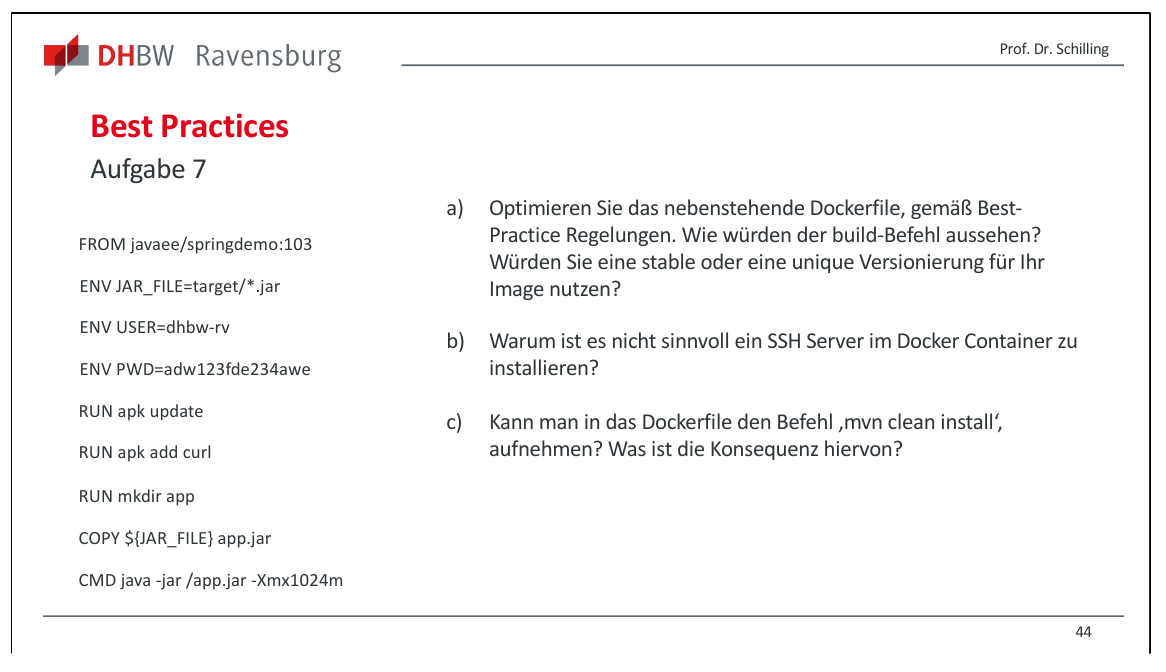 DHBW Ravensburg
Prof. Dr. Schilling
Best Practices
Aufgabe 7
FROM javaee/springdemo:103
ENV JAR_FILE=target/*.jar
ENV USER=dhbw-rv
ENV PWD=adw123fde234awe
RUN apk update
RUN apk add curl
RUN mkdir app
COPY ${JAR_FILE} app.jar
CMD java -jar /app.jar -Xmx1024m
a) Optimieren Sie das nebenstehende Dockerfile, gemäß Best-
Practice Regelungen. Wie würden der build-Befehl aussehen?
Würden Sie eine stable oder eine unique Versionierung für Ihr
Image nutzen?
b) Warum ist es nicht sinnvoll ein SSH Server im Docker Container zu
installieren?
c) Kann man in das Dockerfile den Befehl ‚mvn clean install‘,
aufnehmen? Was ist die Konsequenz hiervon?
44